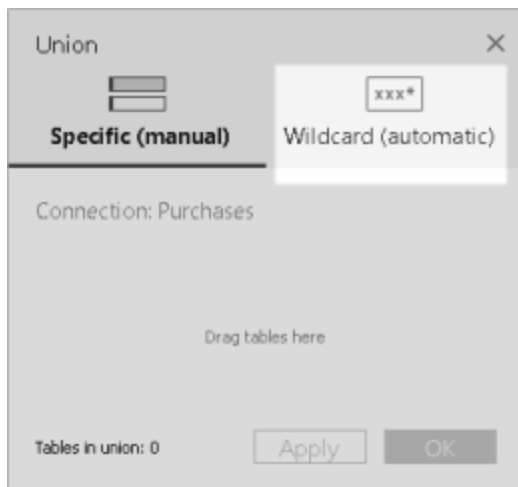 Union
xxx*
Specific (manual)
Wildcard (automatic)
Connection: Purchases
Drag tables here
Tables in union: 0
Apply
OK